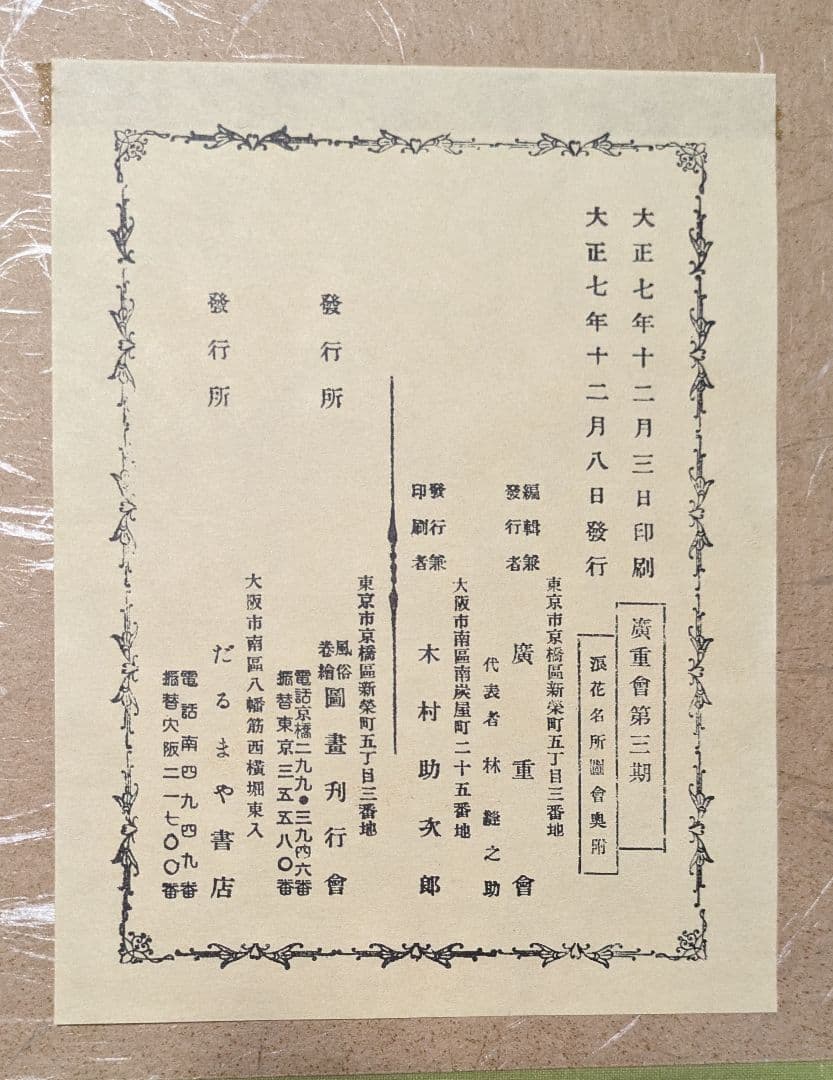 大正七年十二月三日印刷
大正七年十二月八日發行
廣重會第三期
浪花名所圖會奧附
東京市京橋區新榮町五丁目三番地
編輯兼
發行者
廣重會
代表者 林縫之助
大阪市南區南炭屋町二十五番地
發行兼
印刷者
木村助次郎
東京市京橋區新榮町五丁目三番地
發行所
風俗
卷繪
圖畫刊行會
電話京橋二九九●三九四六番
振替東京三五五八〇番
大阪市南區八幡筋西橫堀東入
發行所
だるまや書店
電話南四九四九番
振替大阪二一七〇〇番